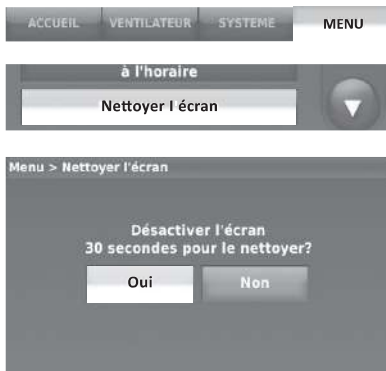 ACCUEIL VENTILATEUR SYSTEME MENU
à l'horaire
Nettoyer l écran
Menu > Nettoyer l'écran
Désactiver l'écran
30 secondes pour le nettoyer?
Oui Non